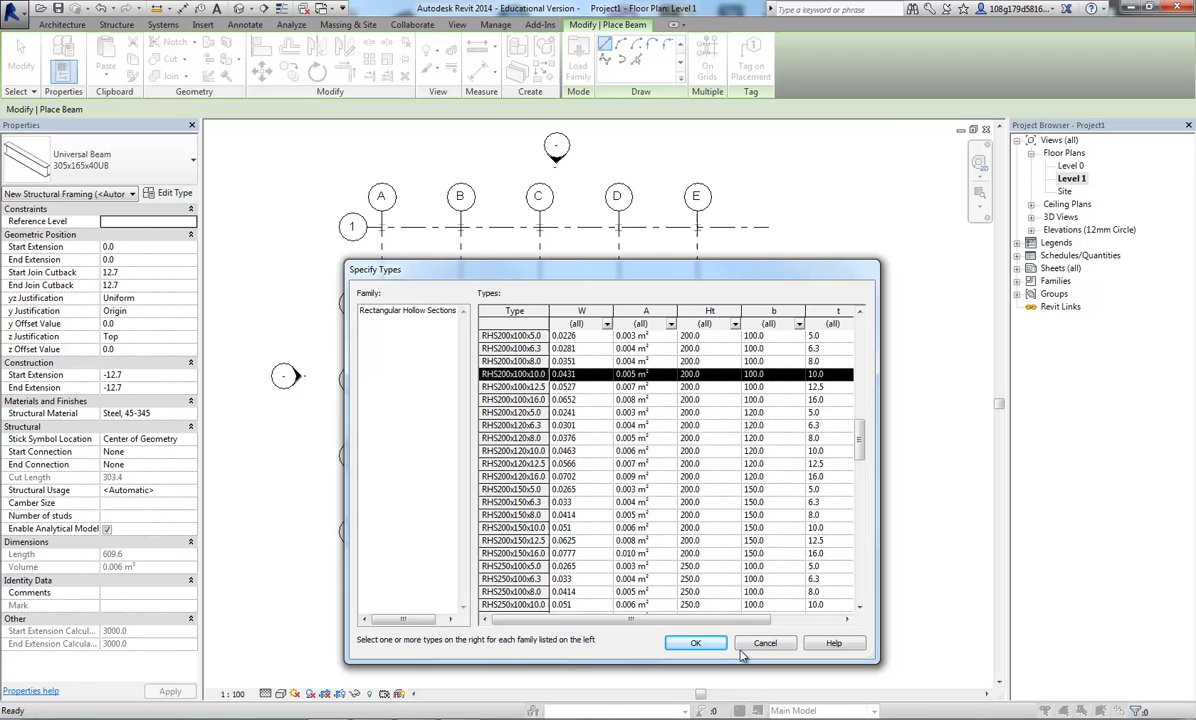 Autodesk Revit 2014 - Educational Version - Project1 - Floor Plan: Level 1
Type a keyword or phrase
108g179d5816...
Architecture Structure Systems Insert Annotate Analyze Massing & Site Collaborate View Manage Add-Ins Modify | Place Beam
Modify
Paste
Notch
Cut
Join
Load
Family
On
Grids
Tag on
Placement
Select Properties Clipboard Geometry Modify View Measure Create Mode Draw Multiple Tag
Modify | Place Beam
Properties
Universal Beam
305x165x40UB
New Structural Framing (<Autor
Edit Type
Constraints
Reference Level
Geometric Position
Start Extension 0.0
End Extension 0.0
Start Join Cutback 12.7
End Join Cutback 12.7
yz Justification Uniform
y Justification Origin
y Offset Value 0.0
z Justification Top
z Offset Value 0.0
Construction
Start Extension -12.7
End Extension -12.7
Materials and Finishes
Structural Material Steel, 45-345
Structural
Stick Symbol Location Center of Geometry
Start Connection None
End Connection None
Cut Length 303.4
Structural Usage <Automatic>
Camber Size
Number of studs
Enable Analytical Model
Dimensions
Length 609.6
Volume 0.006 m³
Identity Data
Comments
Mark
Other
Start Extension Calcul... 3000.0
End Extension Calcula... 3000.0
Properties help
Apply
A B C D E
1
Specify Types
Family:
Types:
Rectangular Hollow Sections
Type W A Ht b t
(all) (all) (all) (all) (all)
RHS200x100x5.0 0.0226 0.003 m² 200.0 100.0 5.0
RHS200x100x6.3 0.0281 0.004 m² 200.0 100.0 6.3
RHS200x100x8.0 0.0351 0.004 m² 200.0 100.0 8.0
RHS200x100x10.0 0.0431 0.005 m² 200.0 100.0 10.0
RHS200x100x12.5 0.0527 0.007 m² 200.0 100.0 12.5
RHS200x100x16.0 0.0652 0.008 m² 200.0 100.0 16.0
RHS200x120x5.0 0.0241 0.003 m² 200.0 120.0 5.0
RHS200x120x6.3 0.0301 0.004 m² 200.0 120.0 6.3
RHS200x120x8.0 0.0376 0.005 m² 200.0 120.0 8.0
RHS200x120x10.0 0.0463 0.006 m² 200.0 120.0 10.0
RHS200x120x12.5 0.0566 0.007 m² 200.0 120.0 12.5
RHS200x120x16.0 0.0702 0.009 m² 200.0 120.0 16.0
RHS200x150x5.0 0.0265 0.003 m² 200.0 150.0 5.0
RHS200x150x6.3 0.033 0.004 m² 200.0 150.0 6.3
RHS200x150x8.0 0.0414 0.005 m² 200.0 150.0 8.0
RHS200x150x10.0 0.051 0.006 m² 200.0 150.0 10.0
RHS200x150x12.5 0.0625 0.008 m² 200.0 150.0 12.5
RHS200x150x16.0 0.0777 0.010 m² 200.0 150.0 16.0
RHS250x100x5.0 0.0265 0.003 m² 250.0 100.0 5.0
RHS250x100x6.3 0.033 0.004 m² 250.0 100.0 6.3
RHS250x100x8.0 0.0414 0.005 m² 250.0 100.0 8.0
RHS250x100x10.0 0.051 0.006 m² 250.0 100.0 10.0
Select one or more types on the right for each family listed on the left
OK
Cancel
Help
Project Browser - Project1
Views (all)
Floor Plans
Level 0
Level 1
Site
Ceiling Plans
3D Views
Elevations (12mm Circle)
Legends
Schedules/Quantities
Sheets (all)
Families
Groups
Revit Links
1 : 100
Ready
:0
Main Model
:0